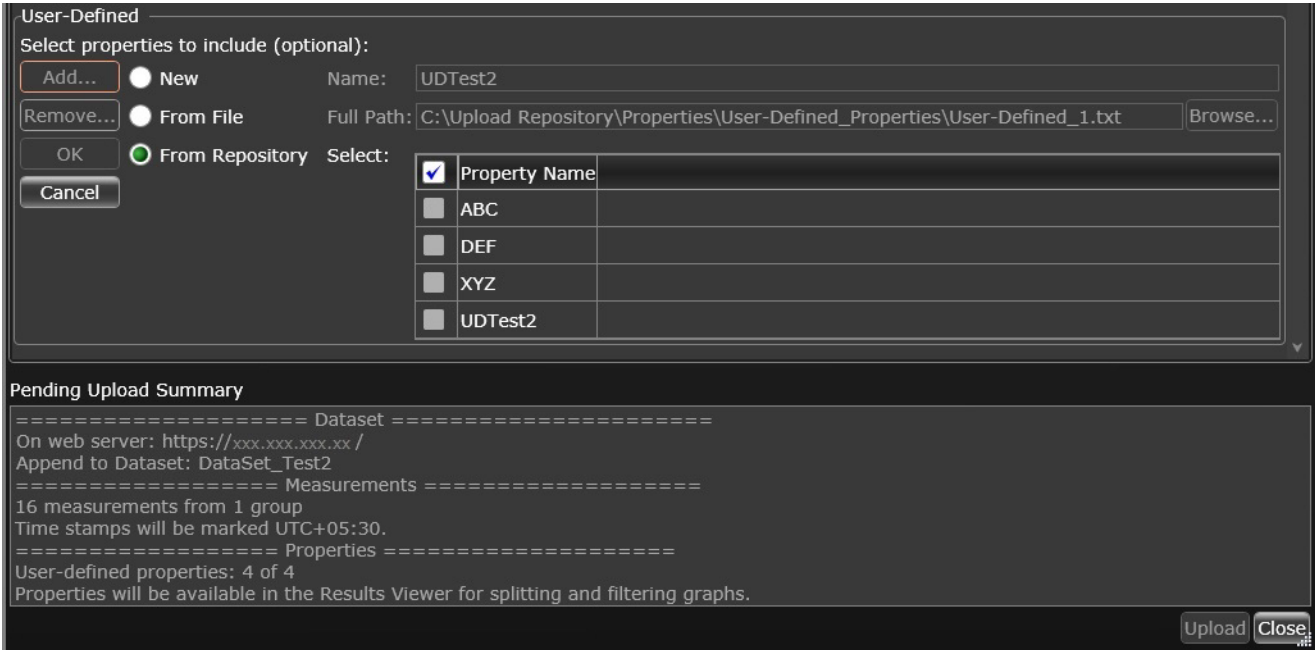 User-Defined
Select properties to include (optional):
Add... New Name: UDTest2
Remove... From File Full Path: C:\Upload Repository\Properties\User-Defined_Properties\User-Defined_1.txt Browse...
OK From Repository Select:
Cancel
Property Name
ABC
DEF
XYZ
UDTest2
Pending Upload Summary
==================== Dataset ======================
On web server: https://xxx.xxx.xxx.xx /
Append to Dataset: DataSet_Test2
================== Measurements ===================
16 measurements from 1 group
Time stamps will be marked UTC+05:30.
================== Properties ====================
User-defined properties: 4 of 4
Properties will be available in the Results Viewer for splitting and filtering graphs.
Upload Close